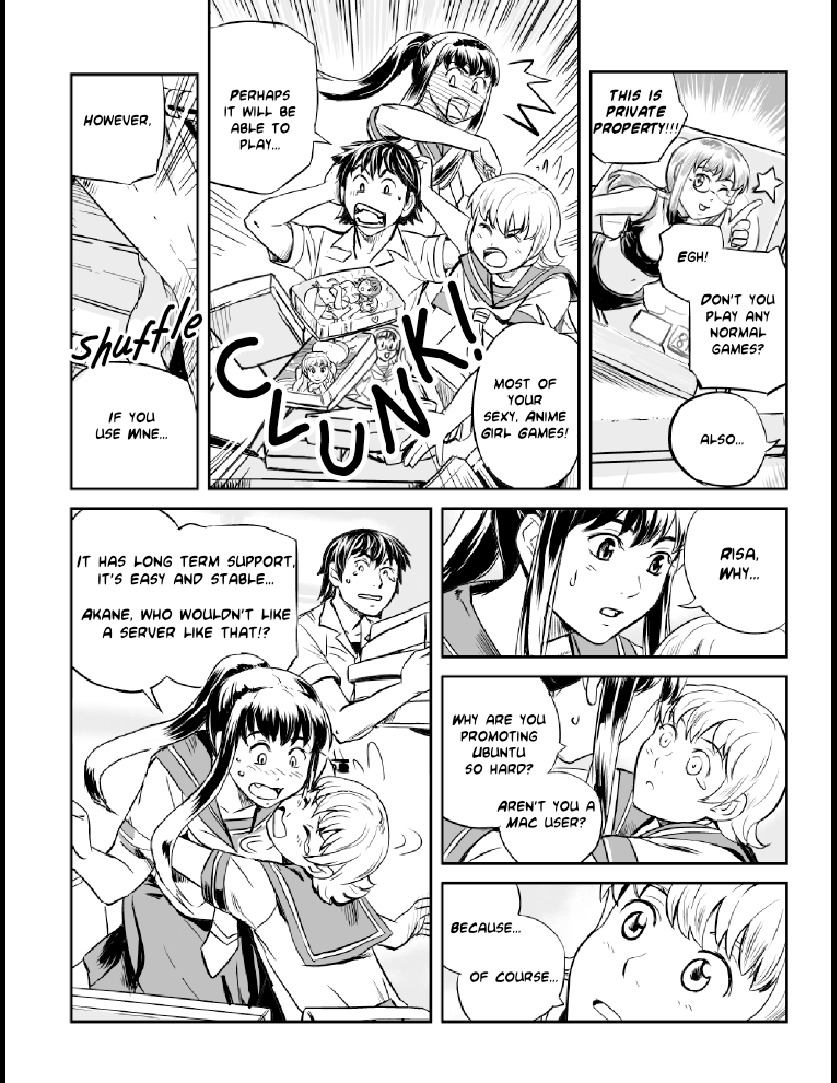 HOWEVER,
shuffle
IF YOU
USE WINE...
PERHAPS
IT WILL BE
ABLE TO
PLAY...
CLUNK!
MOST OF
YOUR
SEXY, ANIME
GIRL GAMES!
THIS IS
PRIVATE
PROPERTY!!!
EGH!
DON'T YOU
PLAY ANY
NORMAL
GAMES?
ALSO...
IT HAS LONG TERM SUPPORT,
IT'S EASY AND STABLE...
AKANE, WHO WOULDN'T LIKE
A SERVER LIKE THAT!?
RISA,
WHY...
WHY ARE YOU
PROMOTING
UBUNTU
SO HARD?
AREN'T YOU A
MAC USER?
BECAUSE...
OF COURSE...